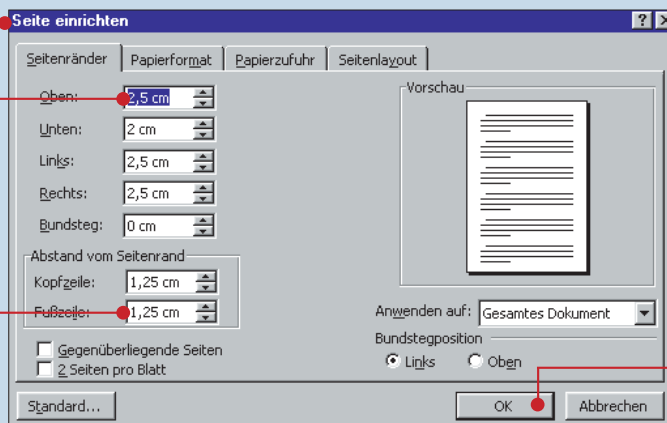 Seite einrichten
Seitenränder Papierformat Papierzufuhr Seitenlayout
Oben: 2,5 cm
Unten: 2 cm
Links: 2,5 cm
Rechts: 2,5 cm
Bundsteg: 0 cm
Vorschau
Abstand vom Seitenrand
Kopfzeile: 1,25 cm
Fußzeile: 1,25 cm
Anwenden auf: Gesamtes Dokument
Bundstegposition
Links Oben
Gegenüberliegende Seiten
2 Seiten pro Blatt
Standard... OK Abbrechen